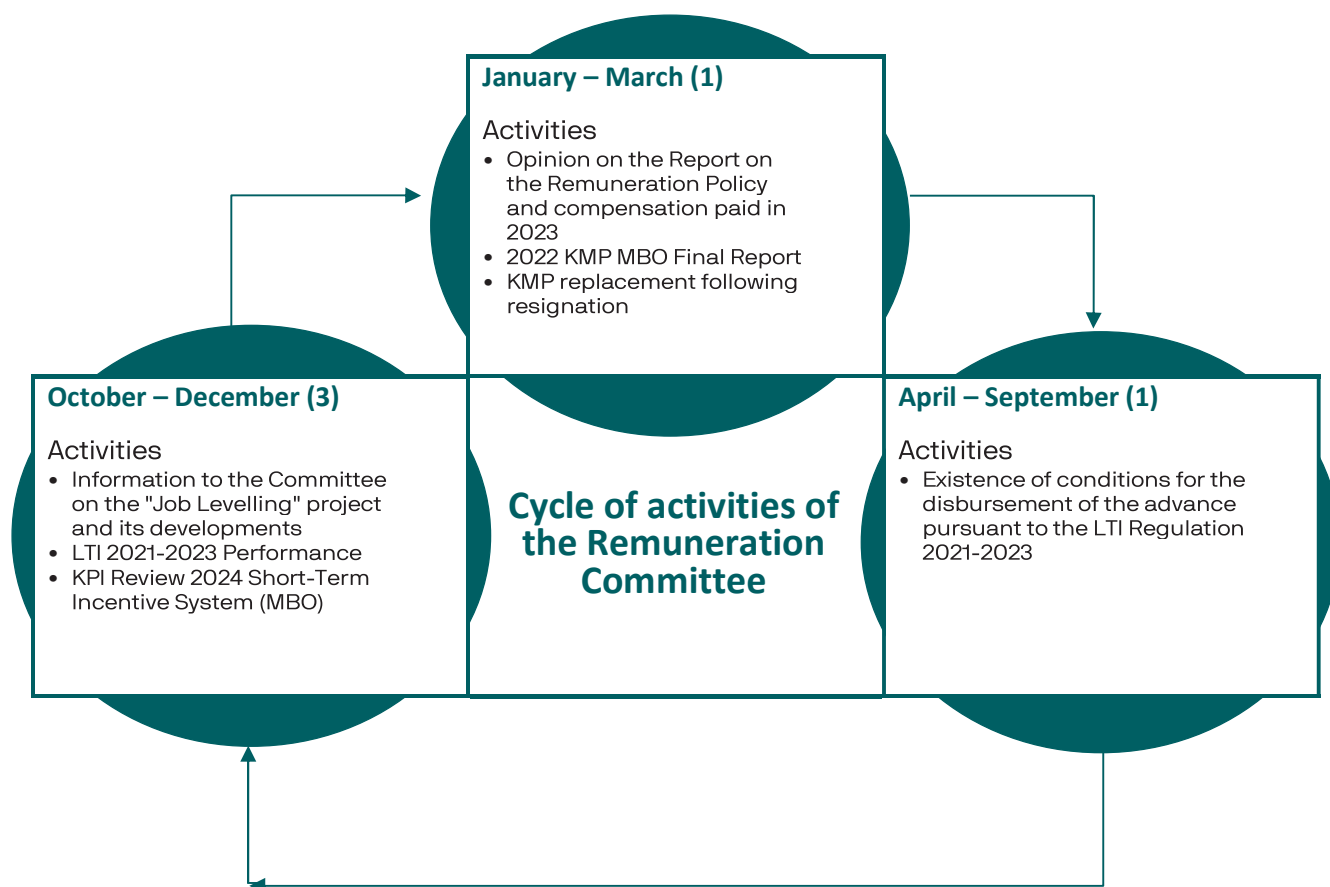 January – March (1)
Activities
• Opinion on the Report on
the Remuneration Policy
and compensation paid in
2023
• 2022 KMP MBO Final Report
• KMP replacement following
resignation
October – December (3)
Activities
• Information to the Committee
on the "Job Levelling" project
and its developments
• LTI 2021-2023 Performance
• KPI Review 2024 Short-Term
Incentive System (MBO)
Cycle of activities of
the Remuneration
Committee
April – September (1)
Activities
• Existence of conditions for the
disbursement of the advance
pursuant to the LTI Regulation
2021-2023